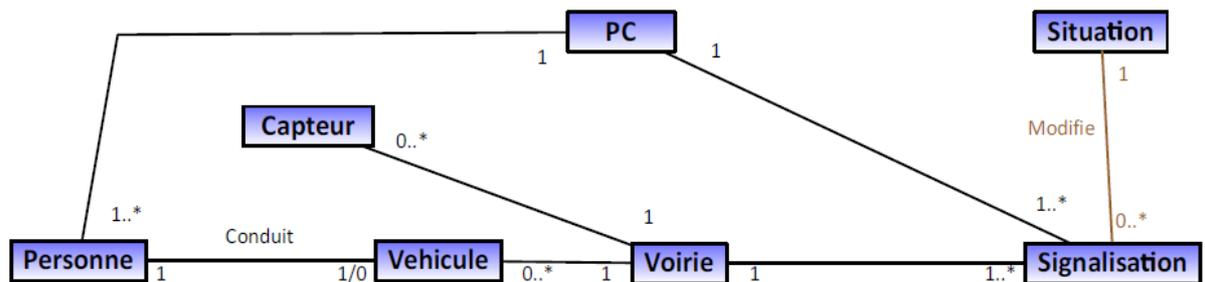 PC
Situation
1
1
1
Capteur
Modifie
0..*
1..*
1
1..*
0..*
Conduit
Personne
Vehicule
Voirie
Signalisation
1
1/0
0..*
1
1
1..*